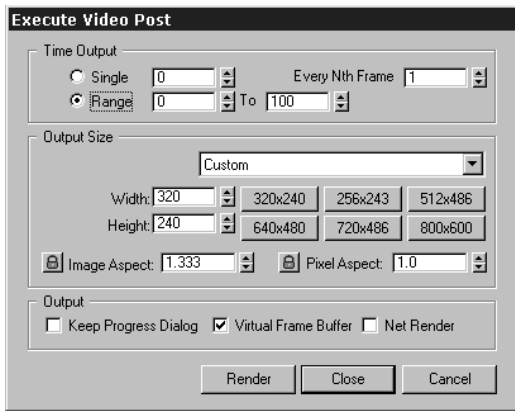 Execute Video Post
Time Output
Single 0 Every Nth Frame 1
Range 0 To 100
Output Size
Custom
Width: 320 320x240 256x243 512x486
Height: 240 640x480 720x486 800x600
Image Aspect: 1.333 Pixel Aspect: 1.0
Output
Keep Progress Dialog Virtual Frame Buffer Net Render
Render Close Cancel